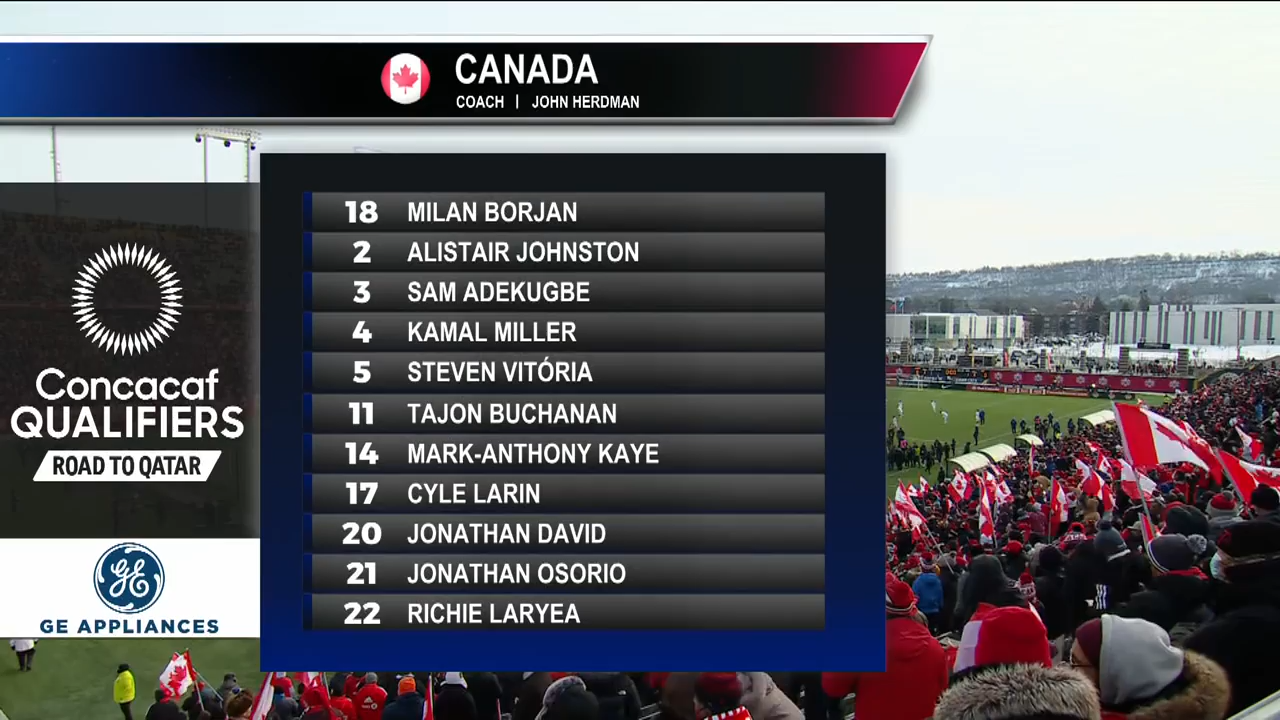 CANADA
COACH | JOHN HERDMAN
18 MILAN BORJAN
2 ALISTAIR JOHNSTON
3 SAM ADEKUGBE
4 KAMAL MILLER
5 STEVEN VITÓRIA
11 TAJON BUCHANAN
14 MARK-ANTHONY KAYE
17 CYLE LARIN
20 JONATHAN DAVID
21 JONATHAN OSORIO
22 RICHIE LARYEA
Concacaf
QUALIFIERS
ROAD TO QATAR
GE
GE APPLIANCES